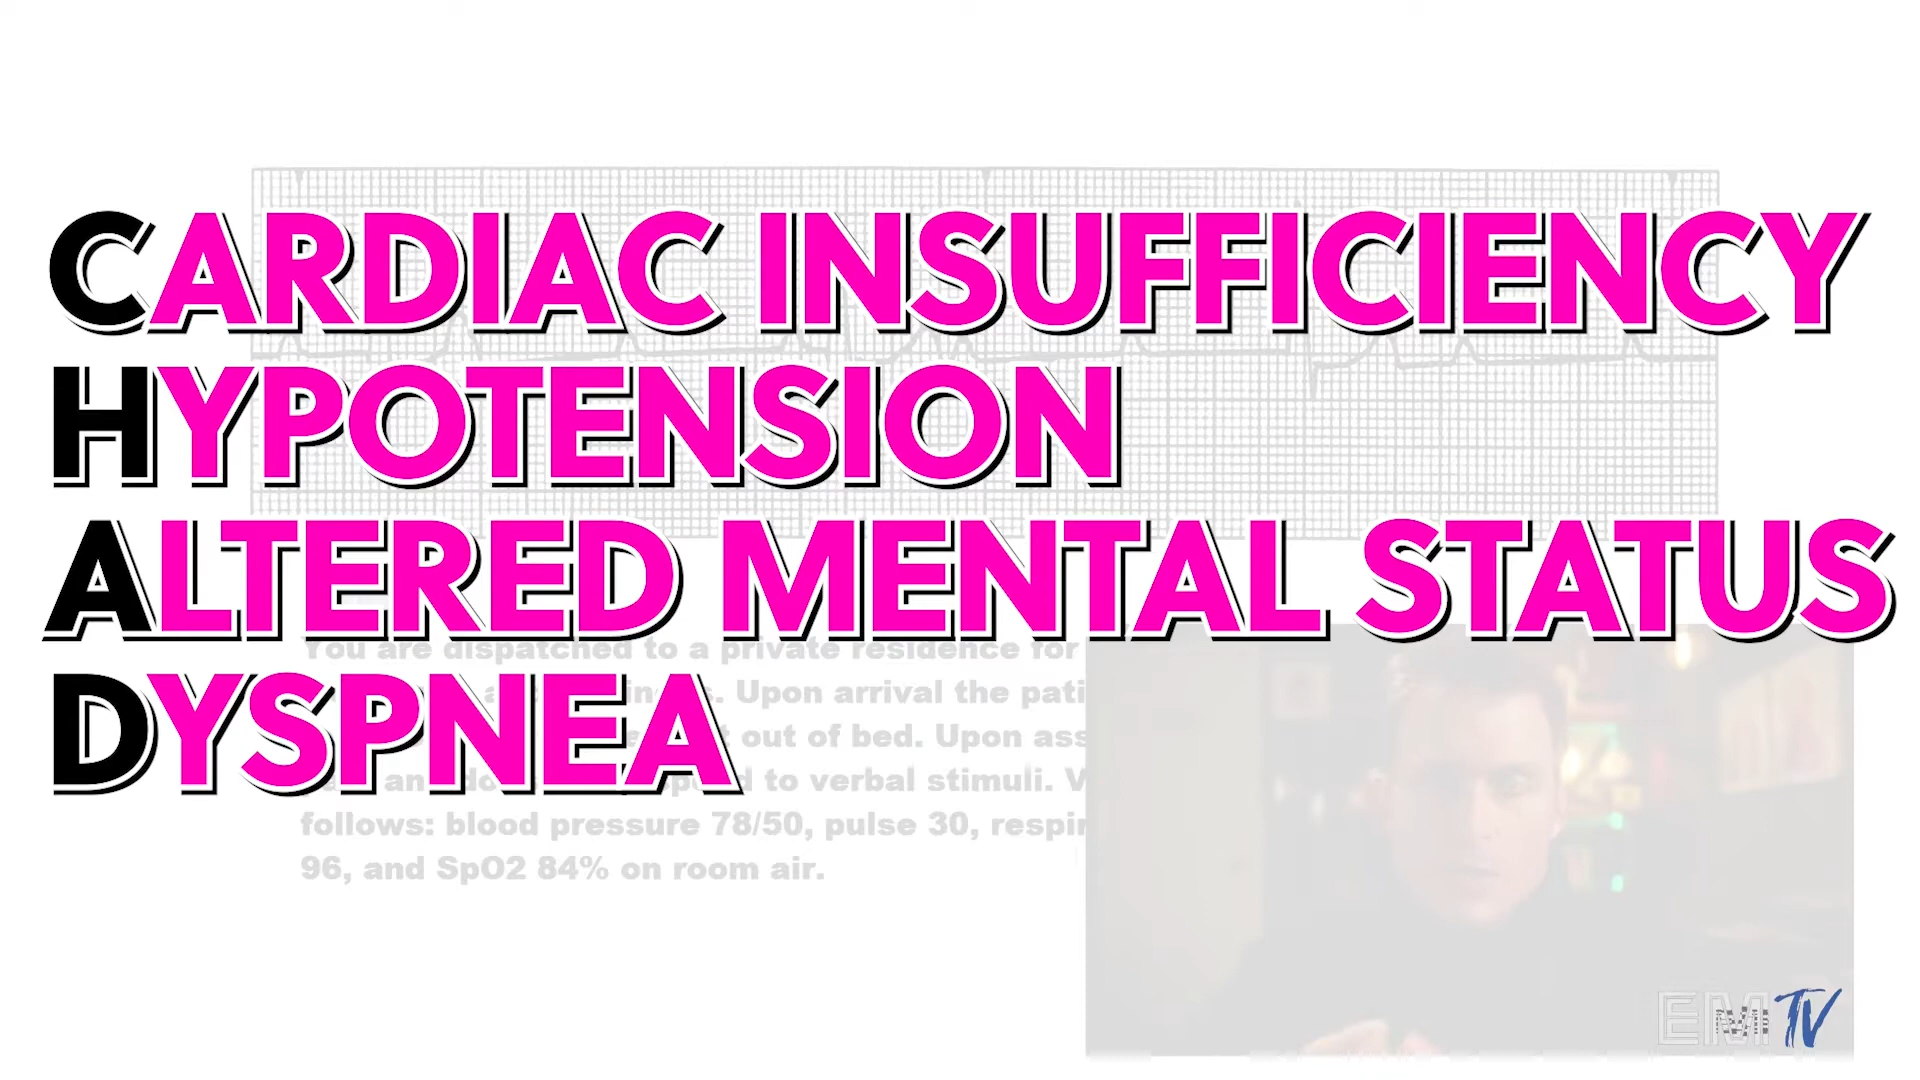 CARDIAC INSUFFICIENCY
HYPOTENSION
ALTERED MENTAL STATUS
DYSPNEA
You are dispatched to a private residence for
. Upon arrival the pati
out of bed. Upon ass
to verbal stimuli. V
follows: blood pressure 78/50, pulse 30, respir
96, and SpO2 84% on room air.
TV